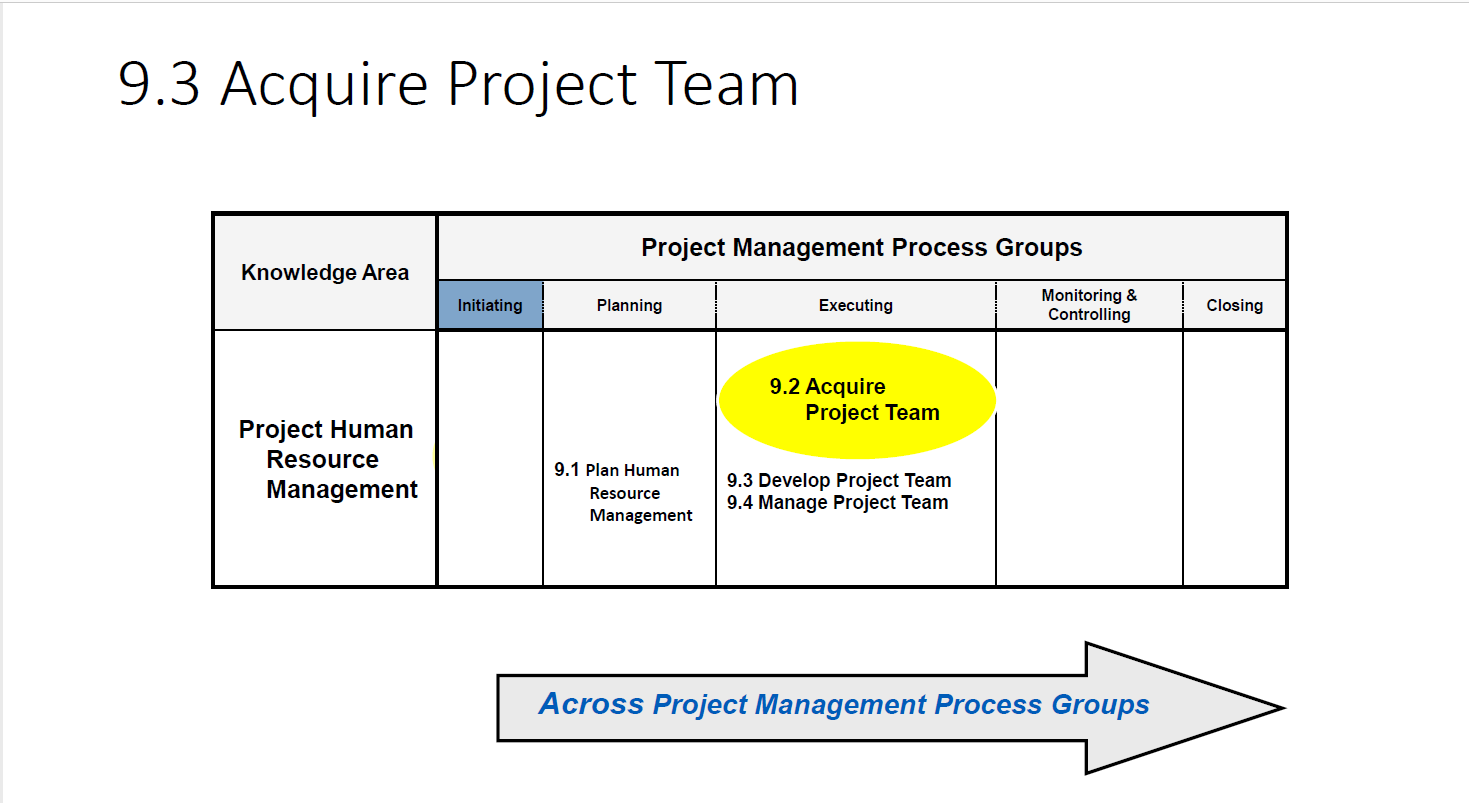 9.3 Acquire Project Team
Knowledge Area
Project Management Process Groups
Initiating
Planning
Executing
Monitoring &
Controlling
Closing
Project Human
Resource
Management
9.1 Plan Human
Resource
Management
9.2 Acquire
Project Team
9.3 Develop Project Team
9.4 Manage Project Team
Across Project Management Process Groups